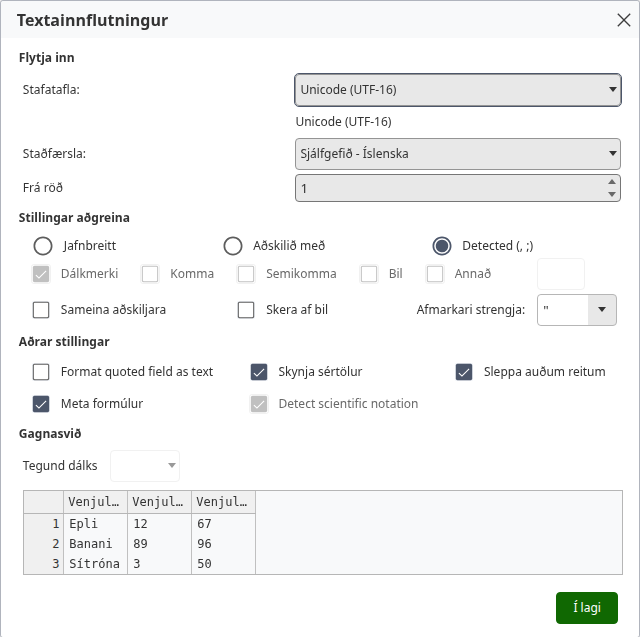 Textainnflutningur
Flytja inn
Stafatafla: Unicode (UTF-16)
Unicode (UTF-16)
Staðfærsla: Sjálfgefið - Íslenska
Frá röð 1
Stillingar aðgreina
Jafnbreitt Aðskilið með Detected (, ;)
Dálkmerki Komma Semikomma Bil Annað
Sameina aðskiljara Skera af bil Afmarkari strengja: "
Aðrar stillingar
Format quoted field as text Skynja sértölur Sleppa auðum reitum
Meta formúlur Detect scientific notation
Gagnasvið
Tegund dálks
Venjul… Venjul… Venjul…
1 Epli 12 67
2 Banani 89 96
3 Sítróna 3 50
Í lagi